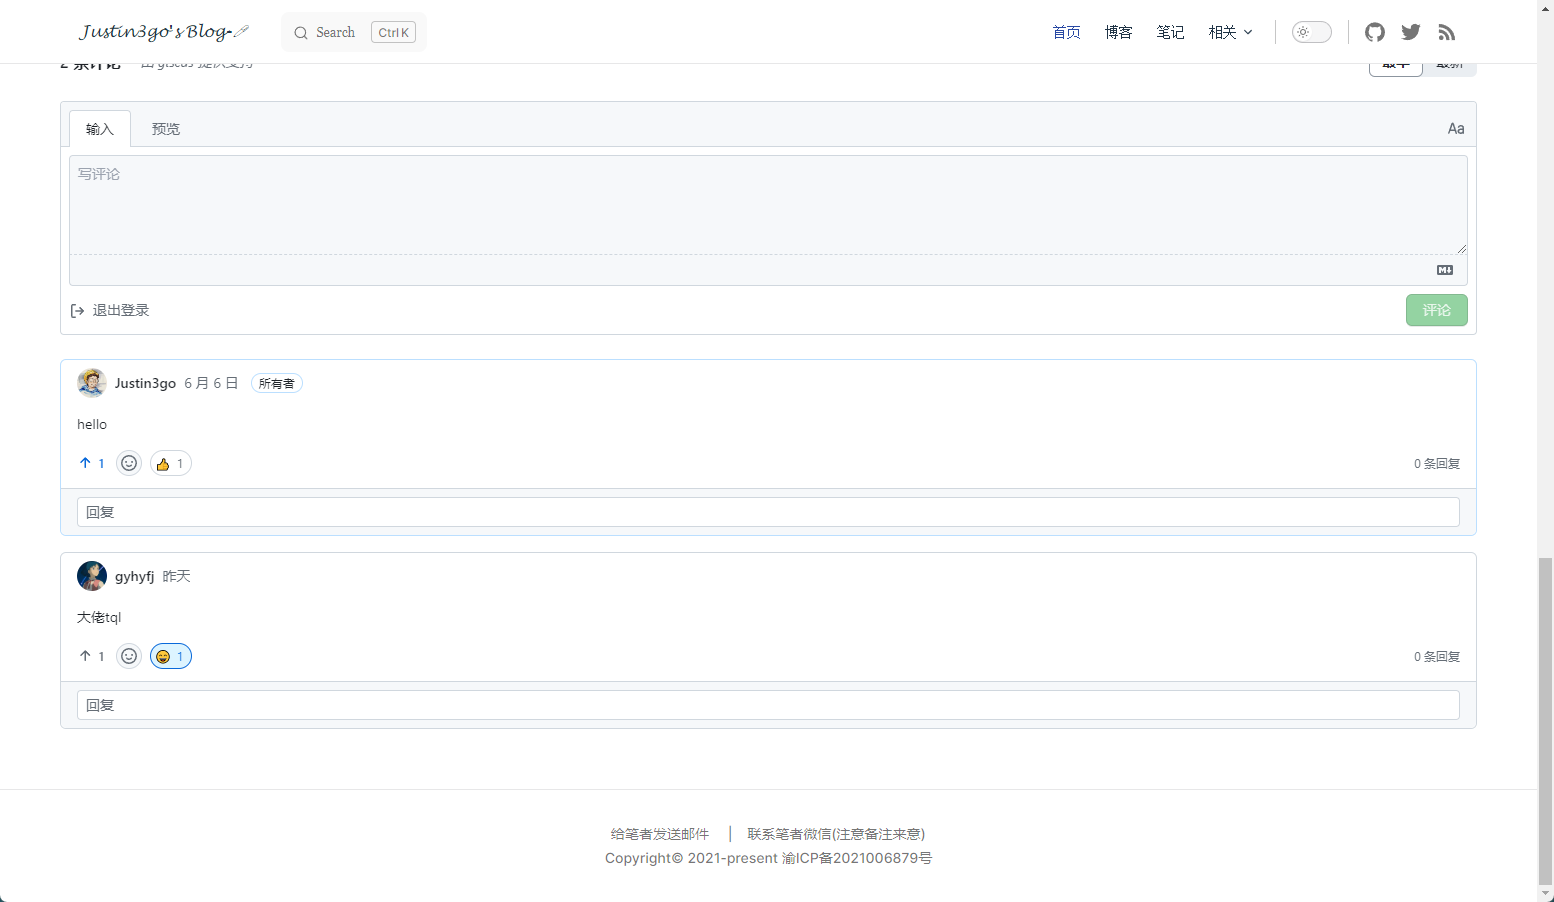 Justin3go's Blog-🖊
Search Ctrl K
首页 博客 笔记 相关
2 条评论 由 giscus 提供支持
最早 最新
输入 预览 Aa
写评论
退出登录 评论
Justin3go 6 月 6 日 所有者
hello
1 1 0 条回复
回复
gyhyfj 昨天
大佬tql
1 1 0 条回复
回复
给笔者发送邮件 | 联系笔者微信(注意备注来意)
Copyright© 2021-present 渝ICP备2021006879号